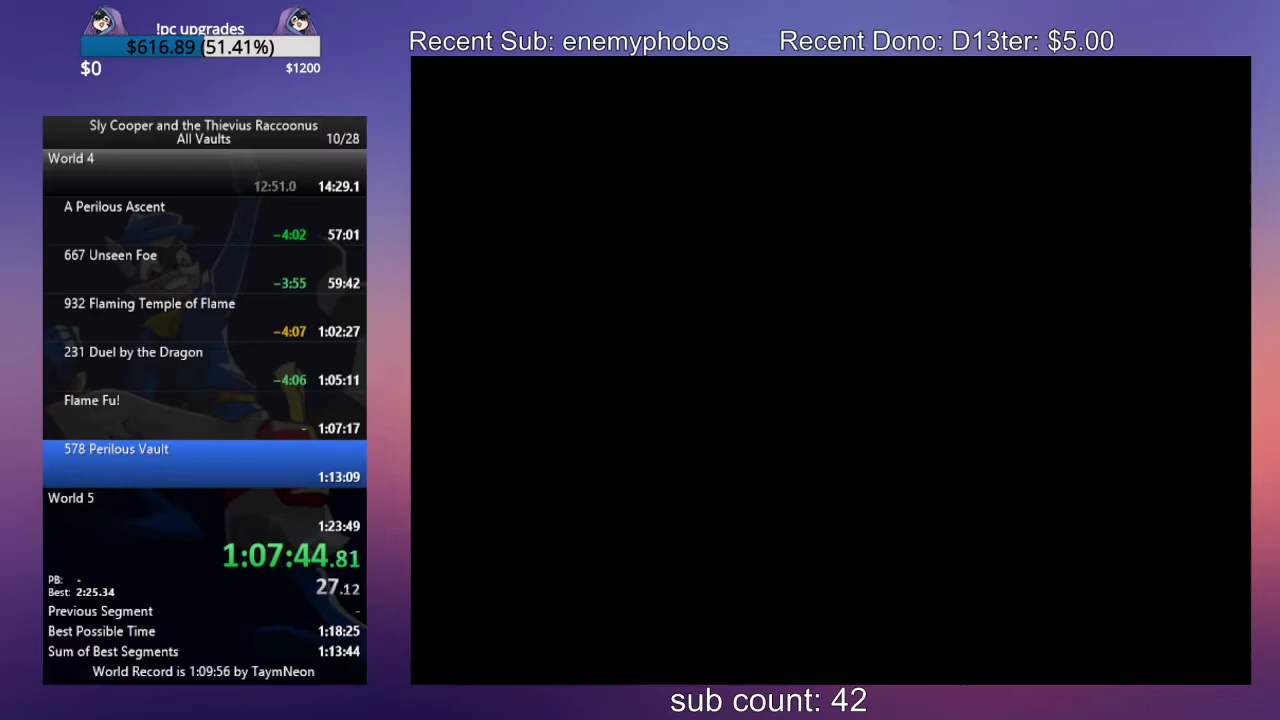 !pc upgrades
$616.89 (51.41%)
$0
$1200
Recent Sub: enemyphobos
Recent Dono: D13ter: $5.00
Sly Cooper and the Thievius Raccoonus
All Vaults
10/28
World 4
12:51.0 14:29.1
A Perilous Ascent
−4:02 57:01
667 Unseen Foe
−3:55 59:42
932 Flaming Temple of Flame
−4:07 1:02:27
231 Duel by the Dragon
−4:06 1:05:11
Flame Fu!
- 1:07:17
578 Perilous Vault
1:13:09
World 5
1:23:49
1:07:44.81
PB: -
Best: 2:25.34
27.12
Previous Segment -
Best Possible Time 1:18:25
Sum of Best Segments 1:13:44
World Record is 1:09:56 by TaymNeon
sub count: 42